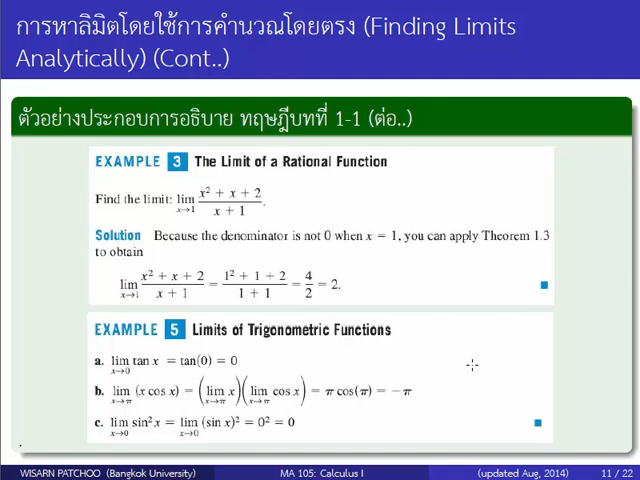 การหาลิมิตโดยใช้การคำนวณโดยตรง (Finding Limits
Analytically) (Cont..)
ตัวอย่างประกอบการอธิบาย ทฤษฎีบทที่ 1-1 (ต่อ..)
EXAMPLE 3 The Limit of a Rational Function
Find the limit: lim x→1 (x² + x + 2)/(x + 1).
Solution Because the denominator is not 0 when x = 1, you can apply Theorem 1.3
to obtain
lim x→1 (x² + x + 2)/(x + 1) = (1² + 1 + 2)/(1 + 1) = 4/2 = 2.
EXAMPLE 5 Limits of Trigonometric Functions
a. lim x→0 tan x = tan(0) = 0
b. lim x→π (x cos x) = (lim x→π x)(lim x→π cos x) = π cos(π) = −π
c. lim x→0 sin² x = lim x→0 (sin x)² = 0² = 0
.
WISARN PATCHOO (Bangkok University) MA 105: Calculus I (updated Aug, 2014) 11 / 22